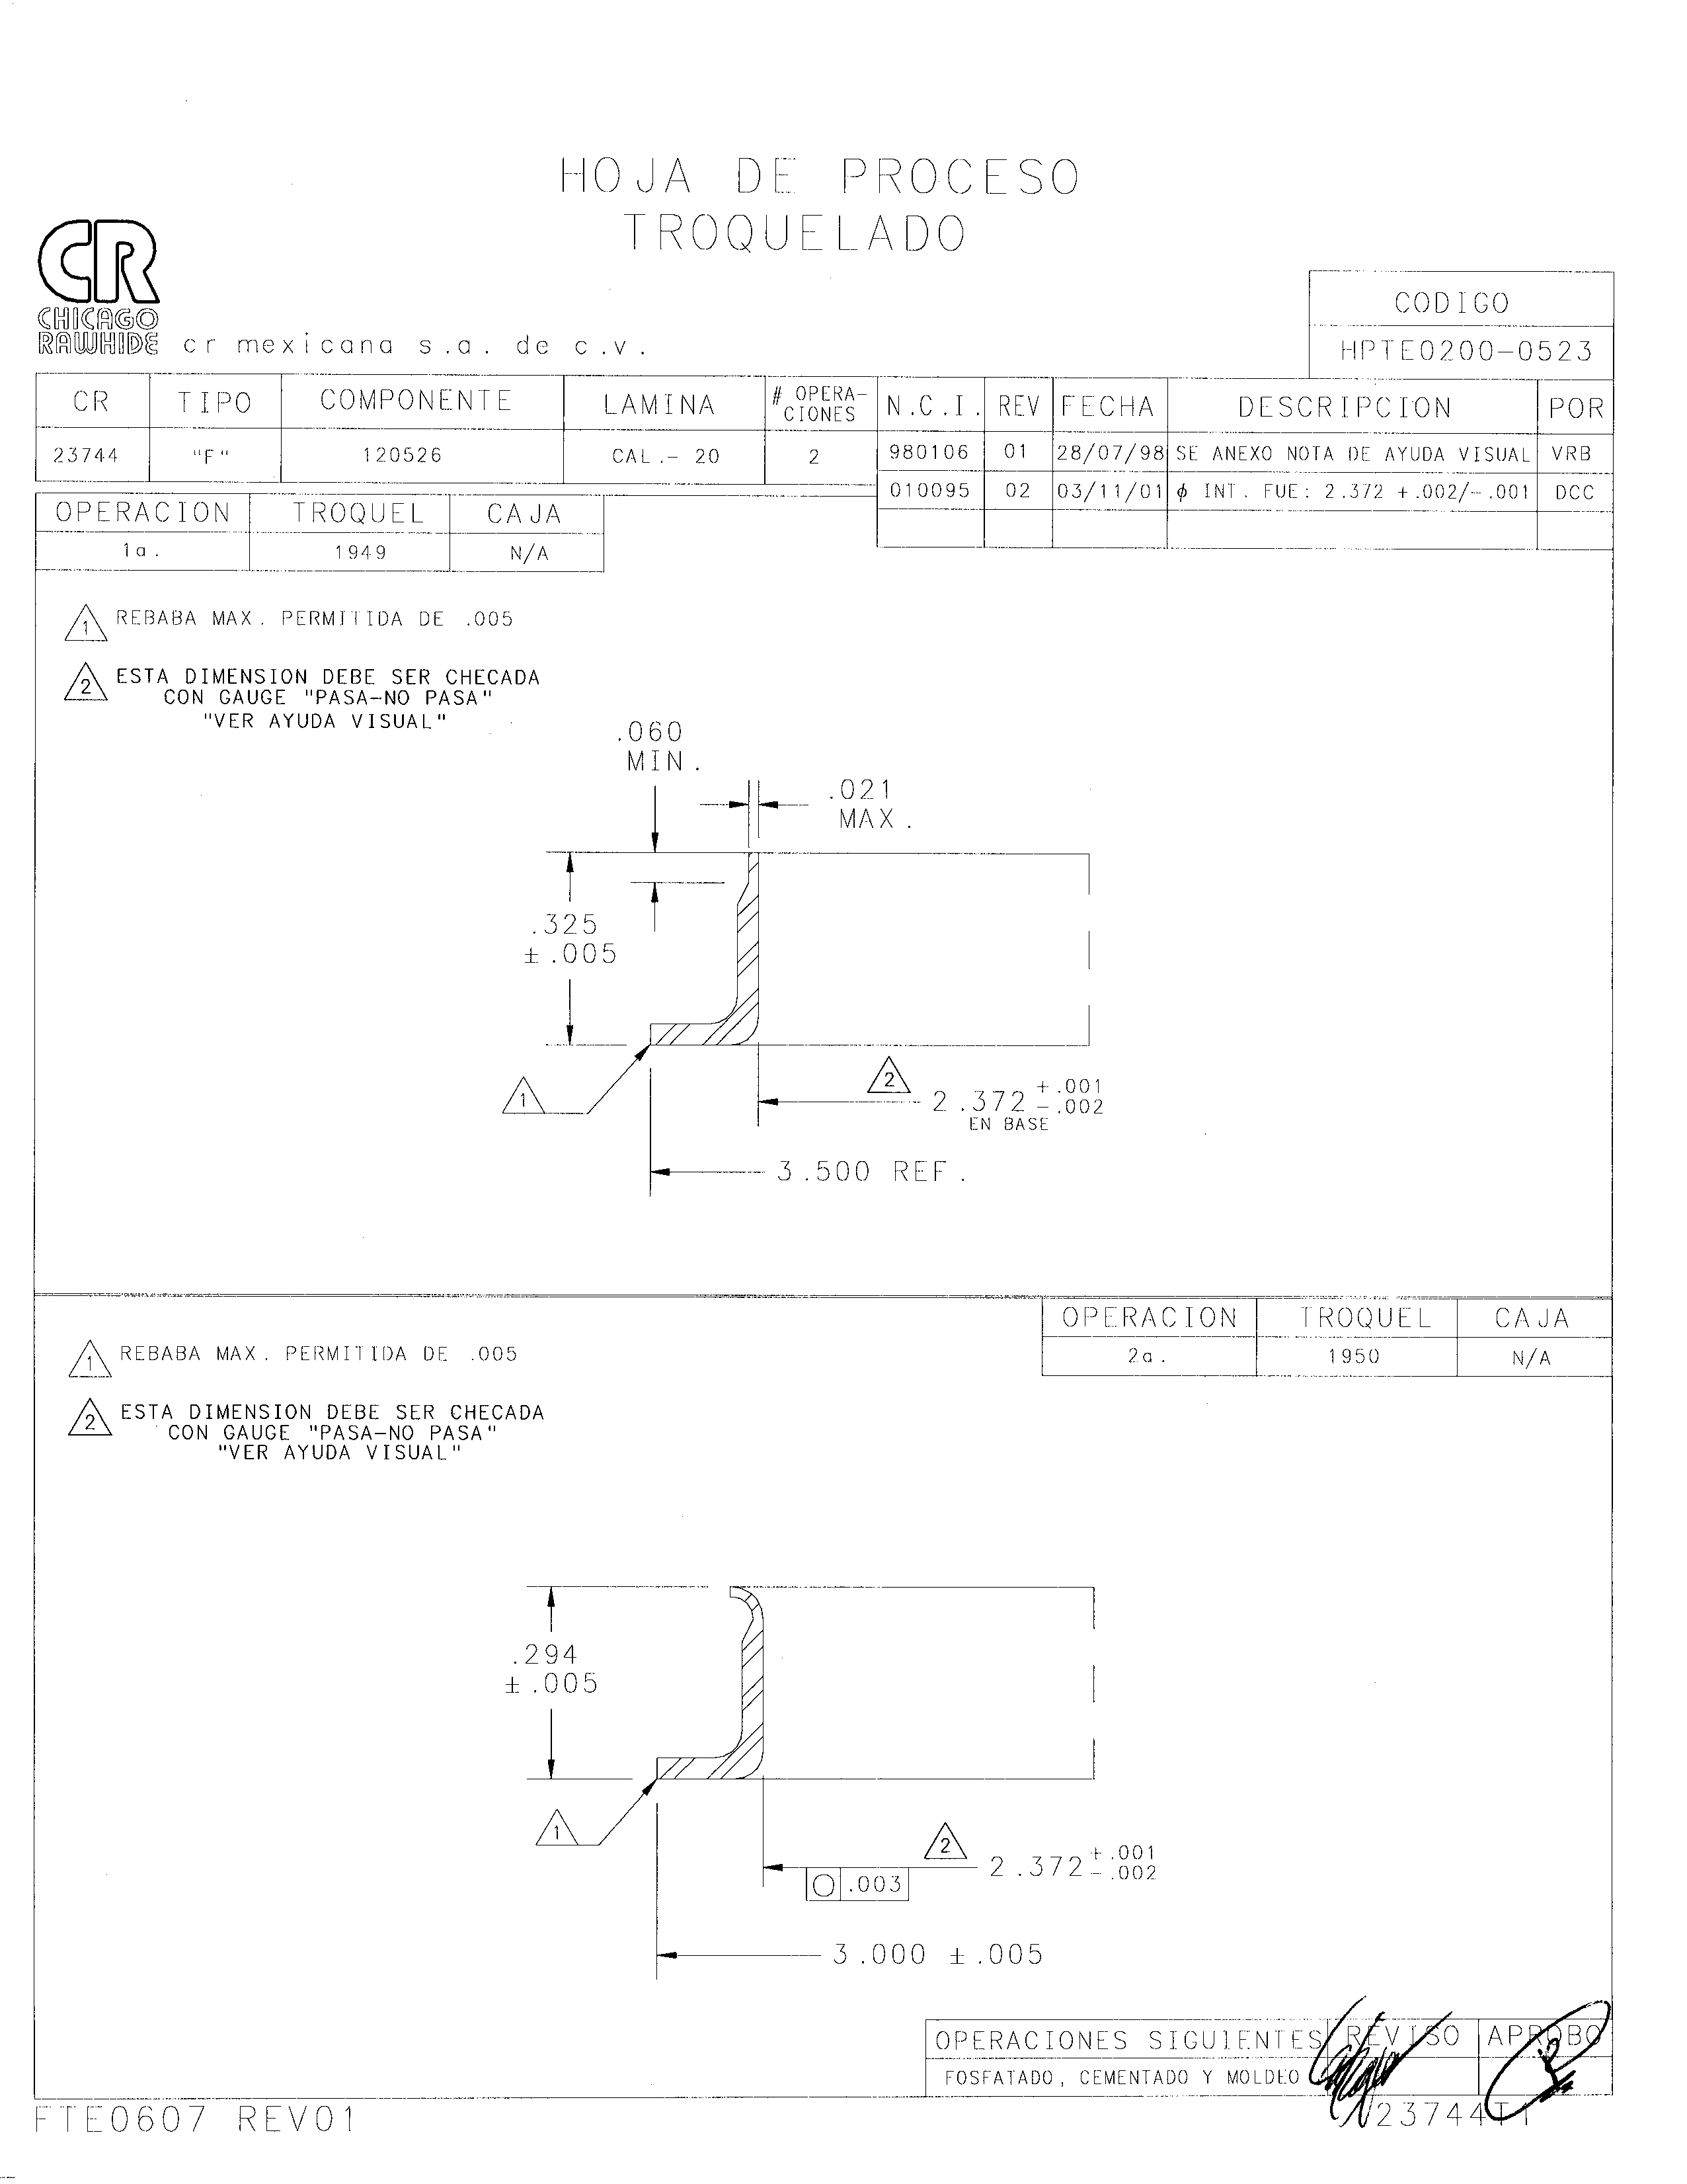 HOJA DE PROCESO
TROQUELADO
CR
CHICAGO
RAWHIDE
cr mexicana s.a. de c.v.
CODIGO
HPTE0200-0523
CR TIPO COMPONENTE LAMINA # OPERA-CIONES N.C.I. REV FECHA DESCRIPCION POR
23744 "F" 120526 CAL.- 20 2 980106 01 28/07/98 SE ANEXO NOTA DE AYUDA VISUAL VRB
010095 02 03/11/01 ϕ INT. FUE: 2.372 +.002/-.001 DCC
OPERACION TROQUEL CAJA
1a. 1949 N/A
1 REBABA MAX. PERMITIDA DE .005
2 ESTA DIMENSION DEBE SER CHECADA
CON GAUGE "PASA-NO PASA"
"VER AYUDA VISUAL"
.060
MIN.
.021
MAX.
.325
±.005
1
2
2.372 +.001 -.002
EN BASE
3.500 REF.
OPERACION TROQUEL CAJA
2a. 1950 N/A
1 REBABA MAX. PERMITIDA DE .005
2 ESTA DIMENSION DEBE SER CHECADA
CON GAUGE "PASA-NO PASA"
"VER AYUDA VISUAL"
.294
±.005
1
2
2.372 +.001 -.002
.003
3.000 ±.005
OPERACIONES SIGUIENTES REVISO APROBO
FOSFATADO, CEMENTADO Y MOLDEO
FTE0607 REV01
23744T1